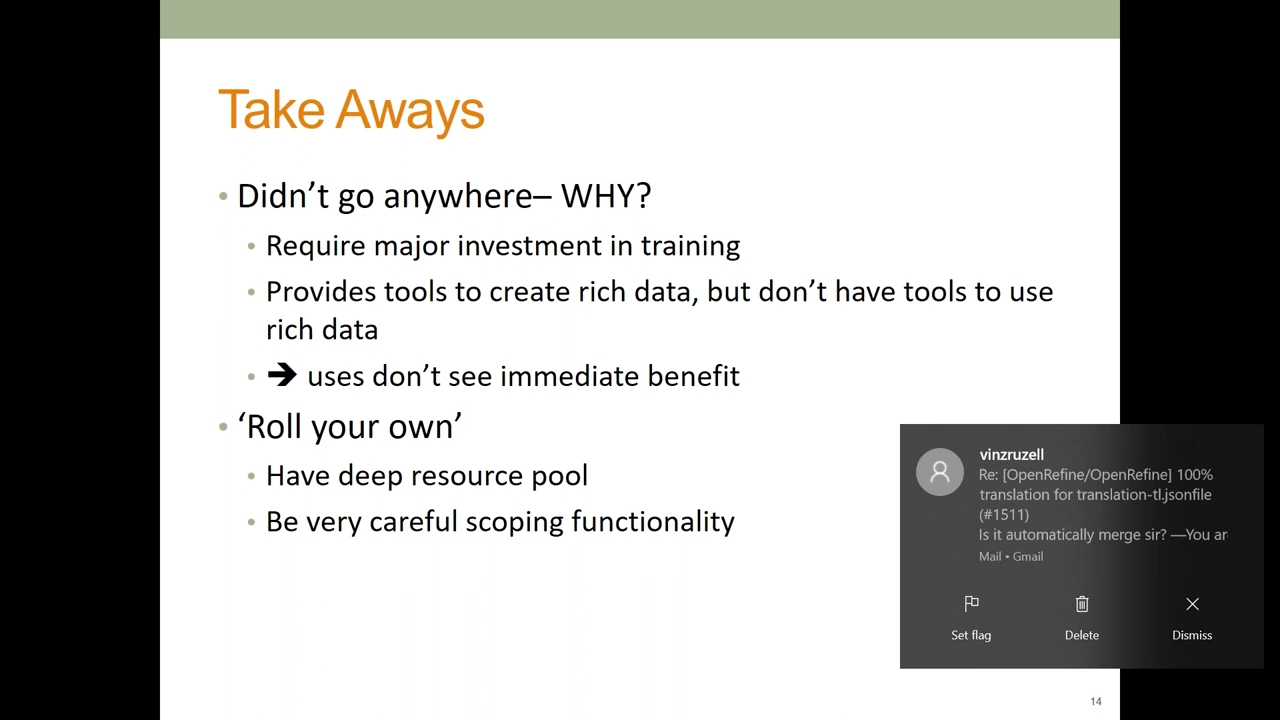 Take Aways
• Didn’t go anywhere– WHY?
• Require major investment in training
• Provides tools to create rich data, but don’t have tools to use
rich data
• ➔ uses don’t see immediate benefit
• ‘Roll your own’
• Have deep resource pool
• Be very careful scoping functionality
vinzruzell
Re: [OpenRefine/OpenRefine] 100%
translation for translation-tl.jsonfile
(#1511)
Is it automatically merge sir? —You ar
Mail • Gmail
Set flag Delete Dismiss
14